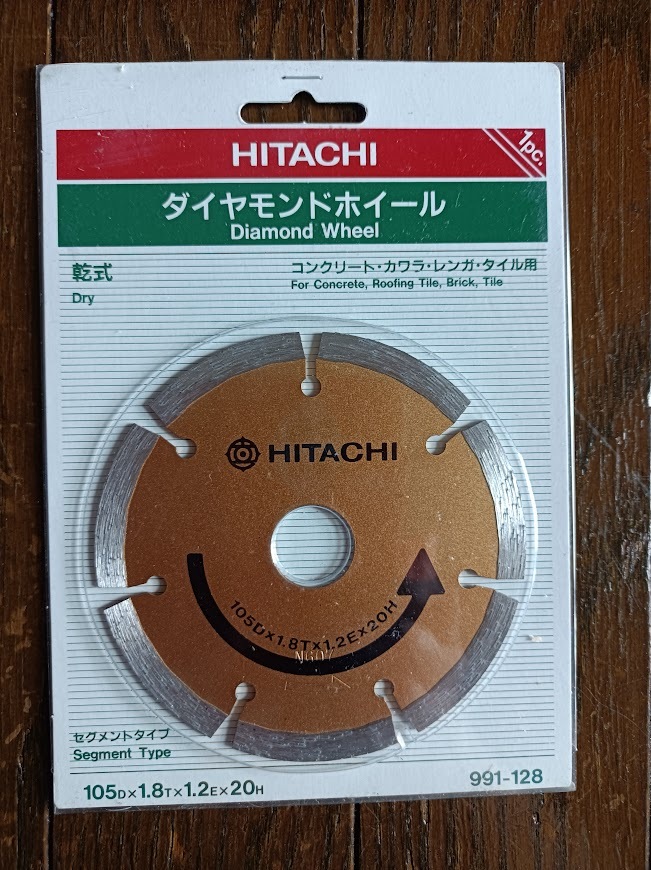 1pc.
HITACHI
ダイヤモンドホイール
Diamond Wheel
乾式
Dry
コンクリート・カワラ・レンガ・タイル用
For Concrete, Roofing Tile, Brick, Tile
HITACHI
105D×1.8T×1.2E×20H
セグメントタイプ
Segment Type
105D×1.8T×1.2E×20H
991-128